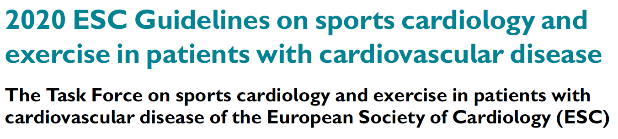 2020 ESC Guidelines on sports cardiology and
exercise in patients with cardiovascular disease
The Task Force on sports cardiology and exercise in patients with
cardiovascular disease of the European Society of Cardiology (ESC)